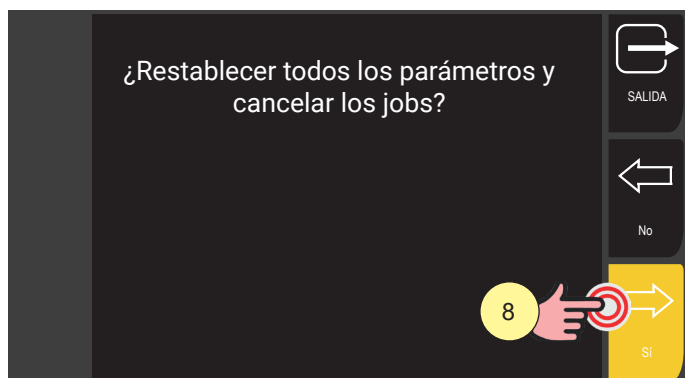 ¿Restablecer todos los parámetros y
cancelar los jobs?
SALIDA
No
8
Sí